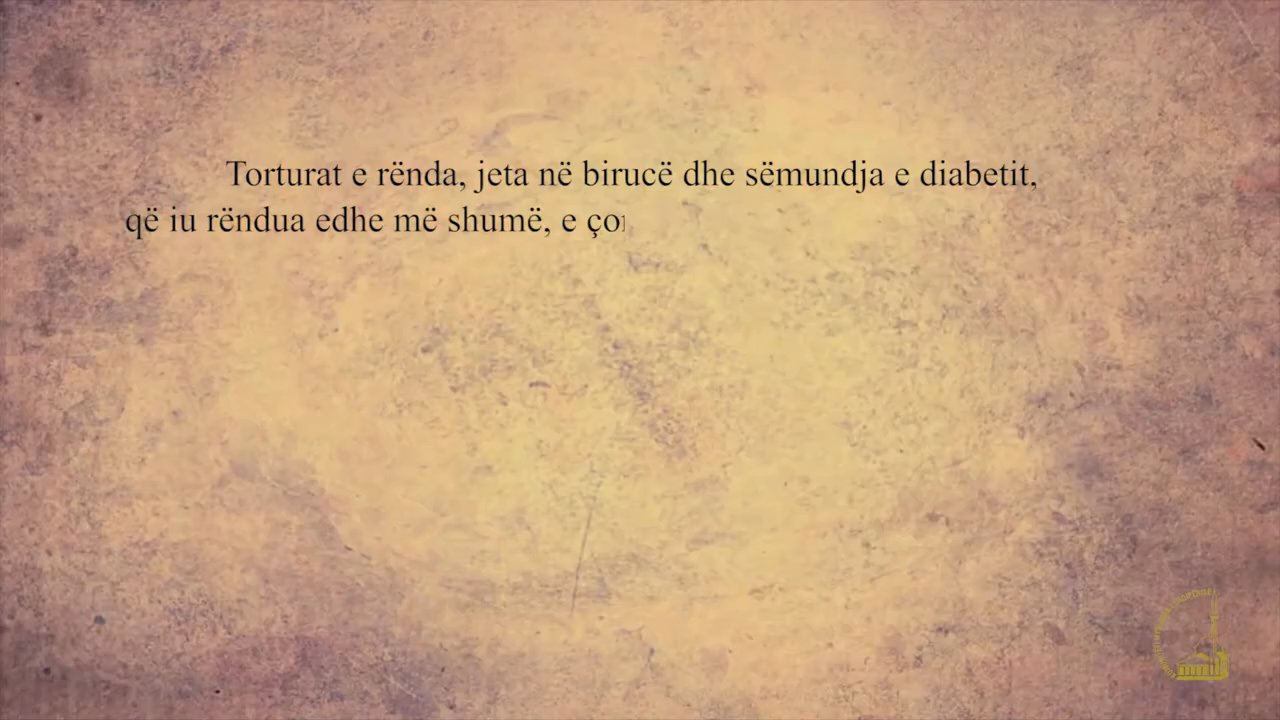 Torturat e rënda, jeta në birucë dhe sëmundja e diabetit,
që iu rëndua edhe më shumë, e